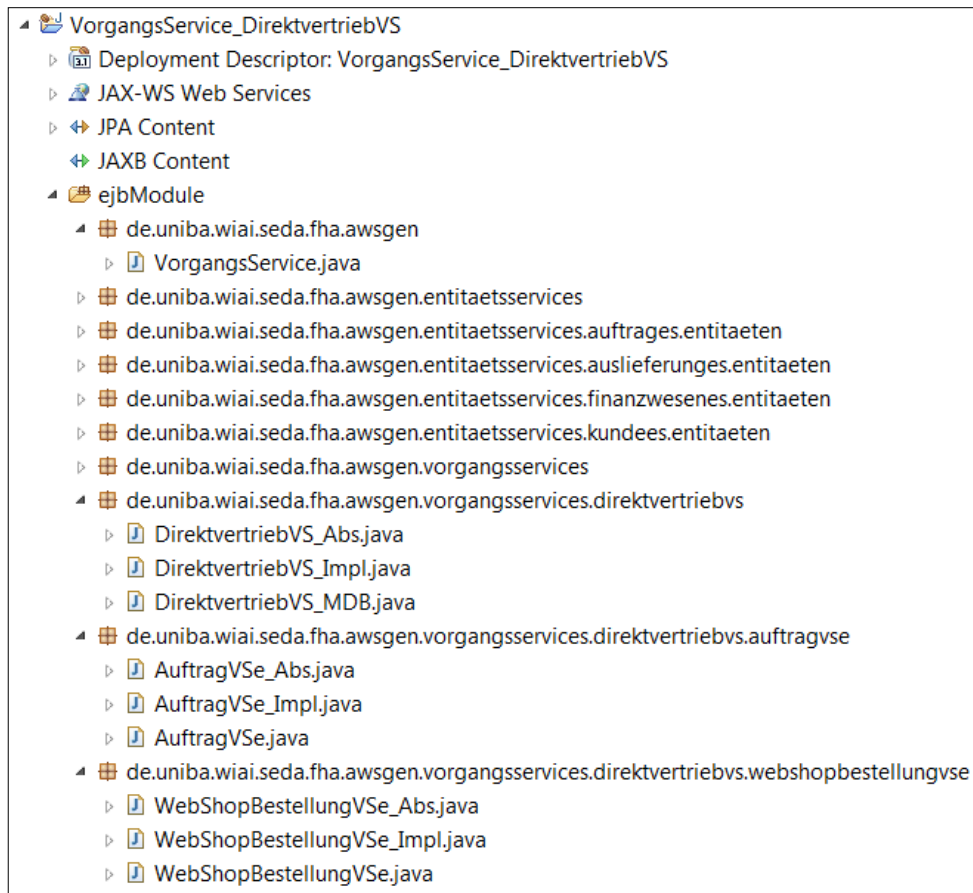 VorgangsService_DirektvertriebVS
3.1 Deployment Descriptor: VorgangsService_DirektvertriebVS
JAX-WS Web Services
JPA Content
JAXB Content
ejbModule
de.uniba.wiai.seda.fha.awsgen
J VorgangsService.java
de.uniba.wiai.seda.fha.awsgen.entitaetsservices
de.uniba.wiai.seda.fha.awsgen.entitaetsservices.auftrages.entitaeten
de.uniba.wiai.seda.fha.awsgen.entitaetsservices.auslieferunges.entitaeten
de.uniba.wiai.seda.fha.awsgen.entitaetsservices.finanzwesenes.entitaeten
de.uniba.wiai.seda.fha.awsgen.entitaetsservices.kundees.entitaeten
de.uniba.wiai.seda.fha.awsgen.vorgangsservices
de.uniba.wiai.seda.fha.awsgen.vorgangsservices.direktvertriebvs
J DirektvertriebVS_Abs.java
J DirektvertriebVS_Impl.java
J DirektvertriebVS_MDB.java
de.uniba.wiai.seda.fha.awsgen.vorgangsservices.direktvertriebvs.auftragvse
J AuftragVSe_Abs.java
J AuftragVSe_Impl.java
J AuftragVSe.java
de.uniba.wiai.seda.fha.awsgen.vorgangsservices.direktvertriebvs.webshopbestellungvse
J WebShopBestellungVSe_Abs.java
J WebShopBestellungVSe_Impl.java
J WebShopBestellungVSe.java